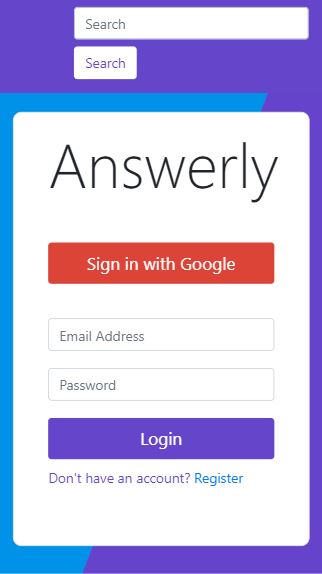 Search
Search
Answerly
Sign in with Google
Email Address
Password
Login
Don't have an account? Register